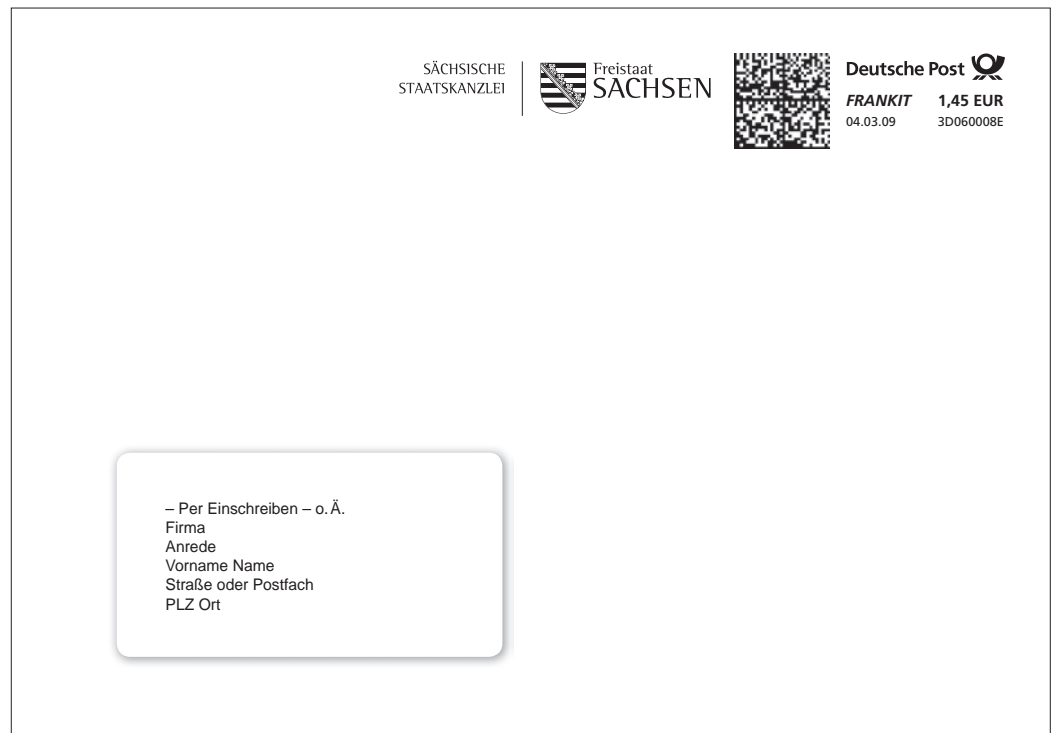 SÄCHSISCHE
STAATSKANZLEI
Freistaat
SACHSEN
Deutsche Post
FRANKIT 1,45 EUR
04.03.09 3D060008E
– Per Einschreiben – o. Ä.
Firma
Anrede
Vorname Name
Straße oder Postfach
PLZ Ort